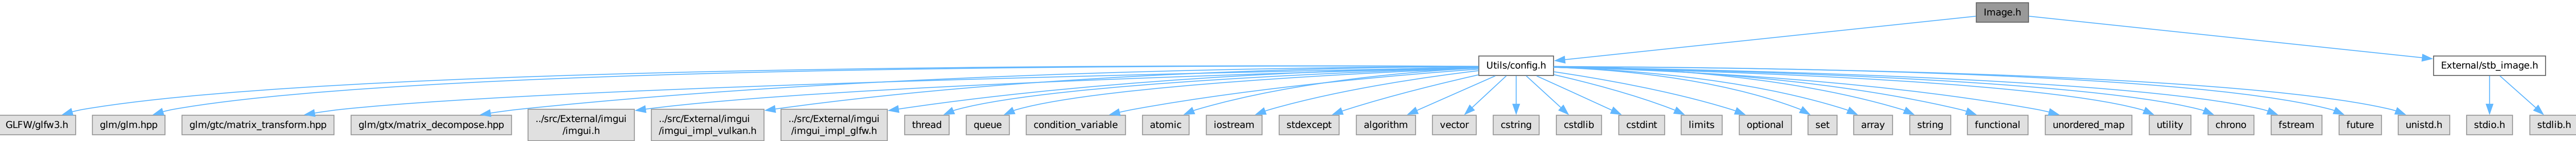 Image.h
Utils/config.h
External/stb_image.h
GLFW/glfw3.h
glm/glm.hpp
glm/gtc/matrix_transform.hpp
glm/gtx/matrix_decompose.hpp
../src/External/imgui
/imgui.h
../src/External/imgui
/imgui_impl_vulkan.h
../src/External/imgui
/imgui_impl_glfw.h
thread
queue
condition_variable
atomic
iostream
stdexcept
algorithm
vector
cstring
cstdlib
cstdint
limits
optional
set
array
string
functional
unordered_map
utility
chrono
fstream
future
unistd.h
stdio.h
stdlib.h